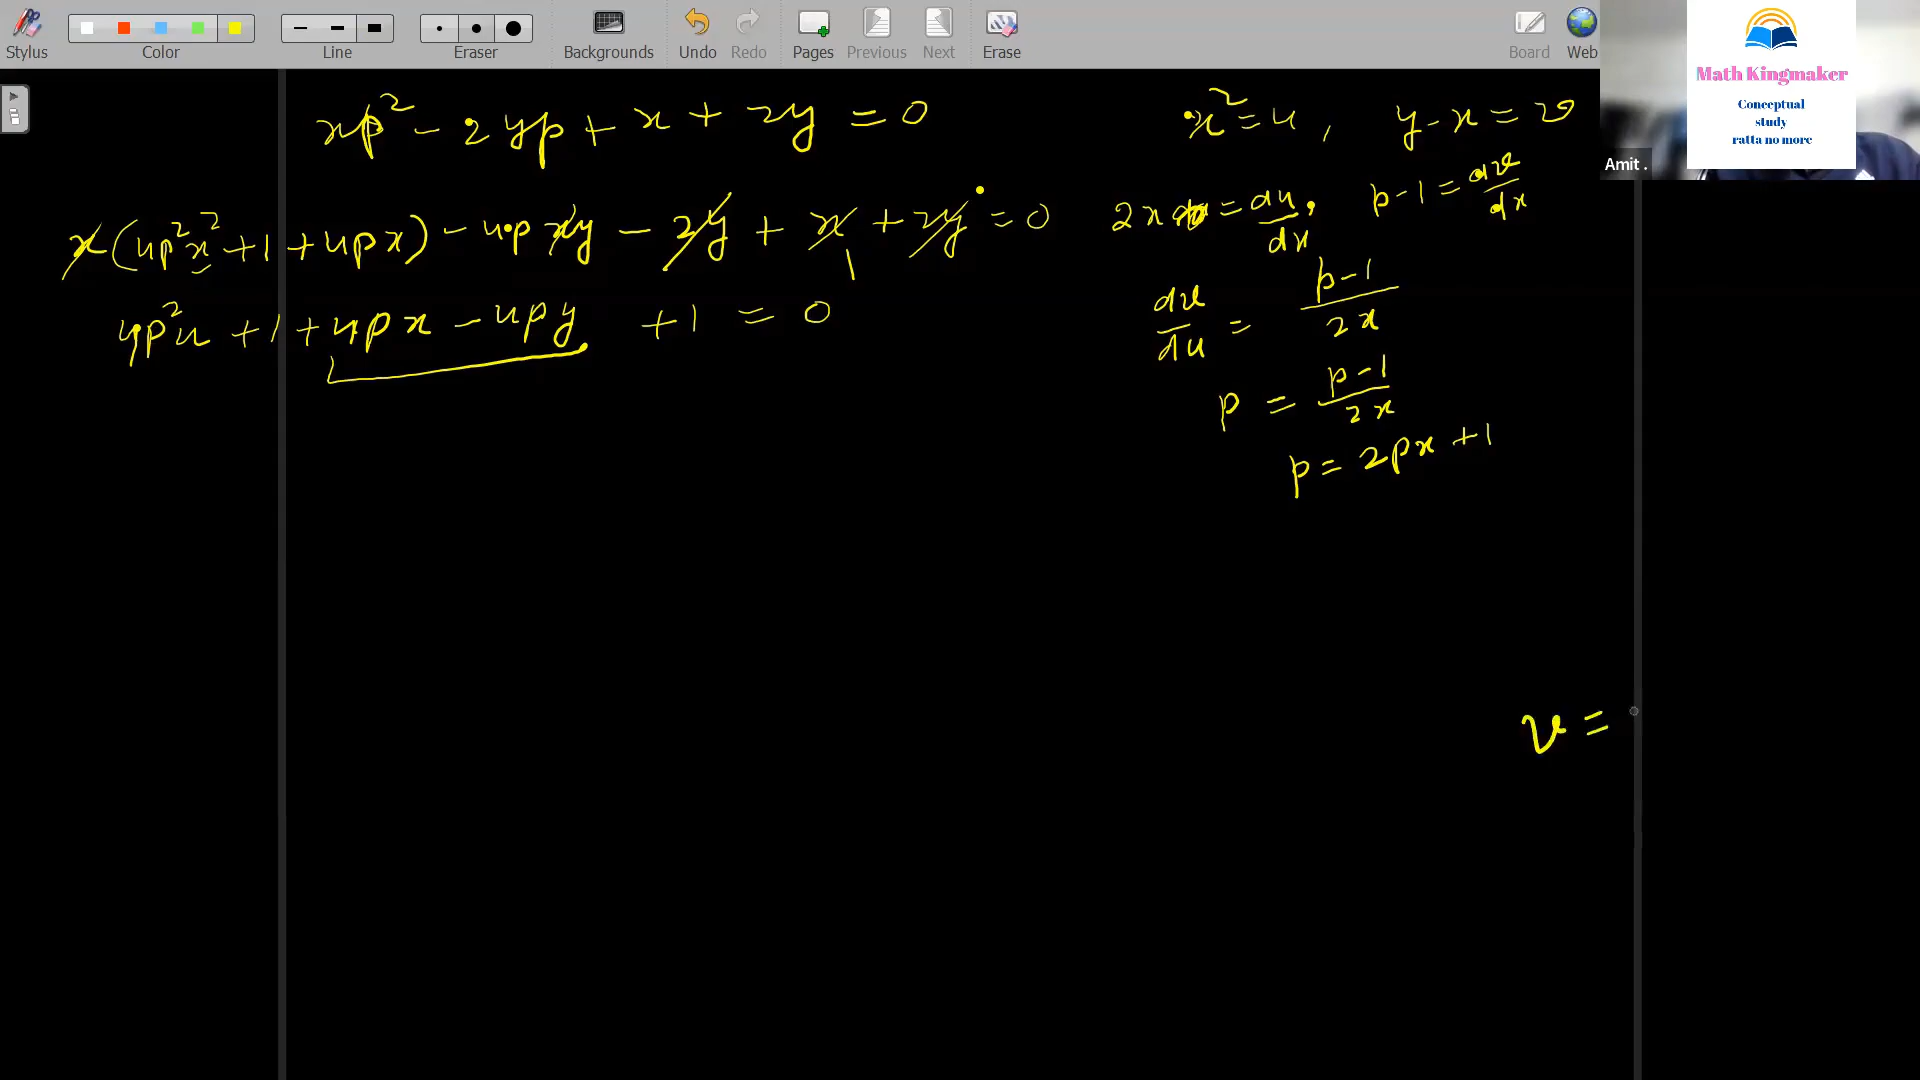 Stylus Color Line Eraser Backgrounds Undo Redo Pages Previous Next Erase Board Web
Math Kingmaker
Conceptual
study
ratta no more
Amit .
xp² - 2yp + x + 2y = 0
x(4p²x² + 1 + 4px) - 4pxy - 2y + x + 2y = 0
1
4p²u + 1 + 4px - 4py + 1 = 0
x² = u , y - x = v
2x = du/dx , p - 1 = dv/dx
dv/du = (p-1)/2x
P = (p-1)/2x
p = 2Px + 1
v =